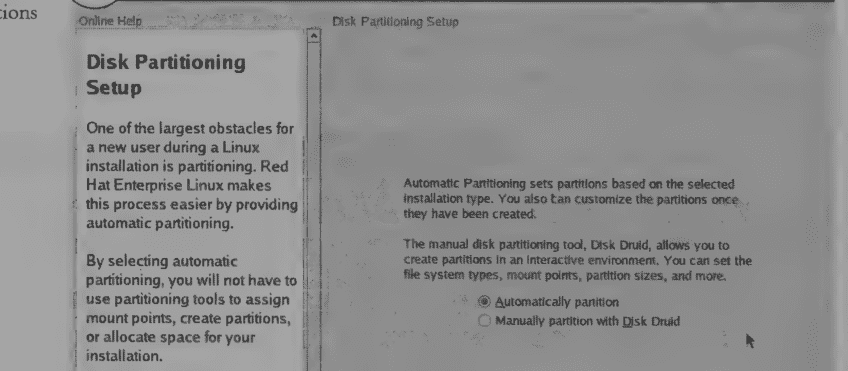 tions
Online Help
Disk Partitioning Setup
Disk Partitioning
Setup
One of the largest obstacles for
a new user during a Linux
installation is partitioning. Red
Hat Enterprise Linux makes
this process easier by providing
automatic partitioning.
By selecting automatic
partitioning, you will not have to
use partitioning tools to assign
mount points, create partitions,
or allocate space for your
installation.
Automatic Partitioning sets partitions based on the selected
installation type. You also can customize the partitions once
they have been created.
The manual disk partitioning tool, Disk Druid, allows you to
create partitions in an interactive environment. You can set the
file system types, mount points, partition sizes, and more.
Automatically partition
Manually partition with Disk Druid